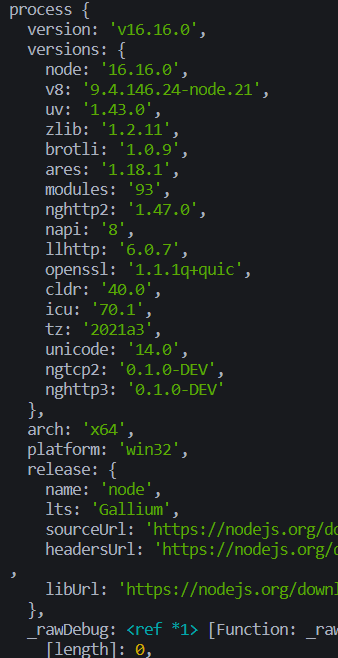 process {
version: 'v16.16.0',
versions: {
node: '16.16.0',
v8: '9.4.146.24-node.21',
uv: '1.43.0',
zlib: '1.2.11',
brotli: '1.0.9',
ares: '1.18.1',
modules: '93',
nghttp2: '1.47.0',
napi: '8',
llhttp: '6.0.7',
openssl: '1.1.1q+quic',
cldr: '40.0',
icu: '70.1',
tz: '2021a3',
unicode: '14.0',
ngtcp2: '0.1.0-DEV',
nghttp3: '0.1.0-DEV'
},
arch: 'x64',
platform: 'win32',
release: {
name: 'node',
lts: 'Gallium',
sourceUrl: 'https://nodejs.org/do
headersUrl: 'https://nodejs.org/do
,
libUrl: 'https://nodejs.org/downl
},
_rawDebug: <ref *1> [Function: _raw
[length]: 0,